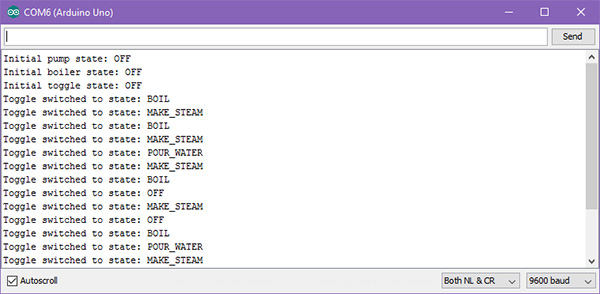 COM6 (Arduino Uno)
Send
Initial pump state: OFF
Initial boiler state: OFF
Initial toggle state: OFF
Toggle switched to state: BOIL
Toggle switched to state: MAKE_STEAM
Toggle switched to state: BOIL
Toggle switched to state: MAKE_STEAM
Toggle switched to state: POUR_WATER
Toggle switched to state: MAKE_STEAM
Toggle switched to state: BOIL
Toggle switched to state: OFF
Toggle switched to state: MAKE_STEAM
Toggle switched to state: OFF
Toggle switched to state: BOIL
Toggle switched to state: POUR_WATER
Toggle switched to state: MAKE_STEAM
Autoscroll
Both NL & CR
9600 baud